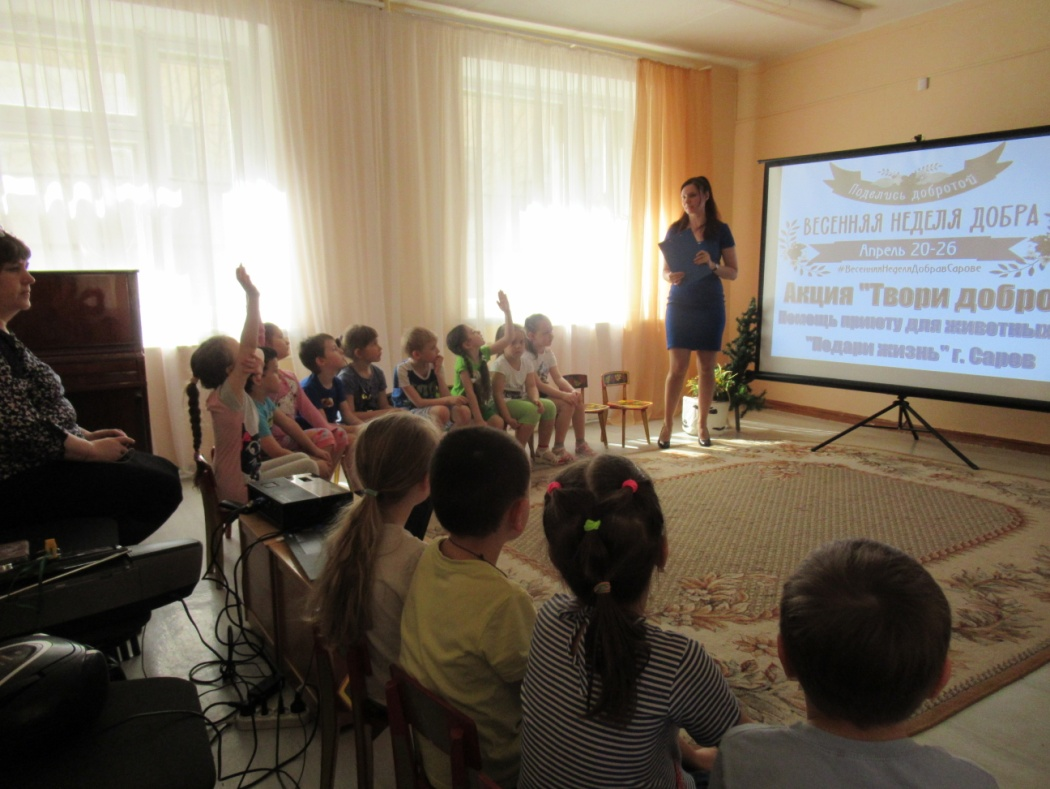 Поделись добротой
ВЕСЕННЯЯ НЕДЕЛЯ ДОБРА
Апрель 20-26
#ВесенняяНеделяДобравСарове
Акция "Твори добро
Помощь приюту для животных
"Подари жизнь" г. Саров